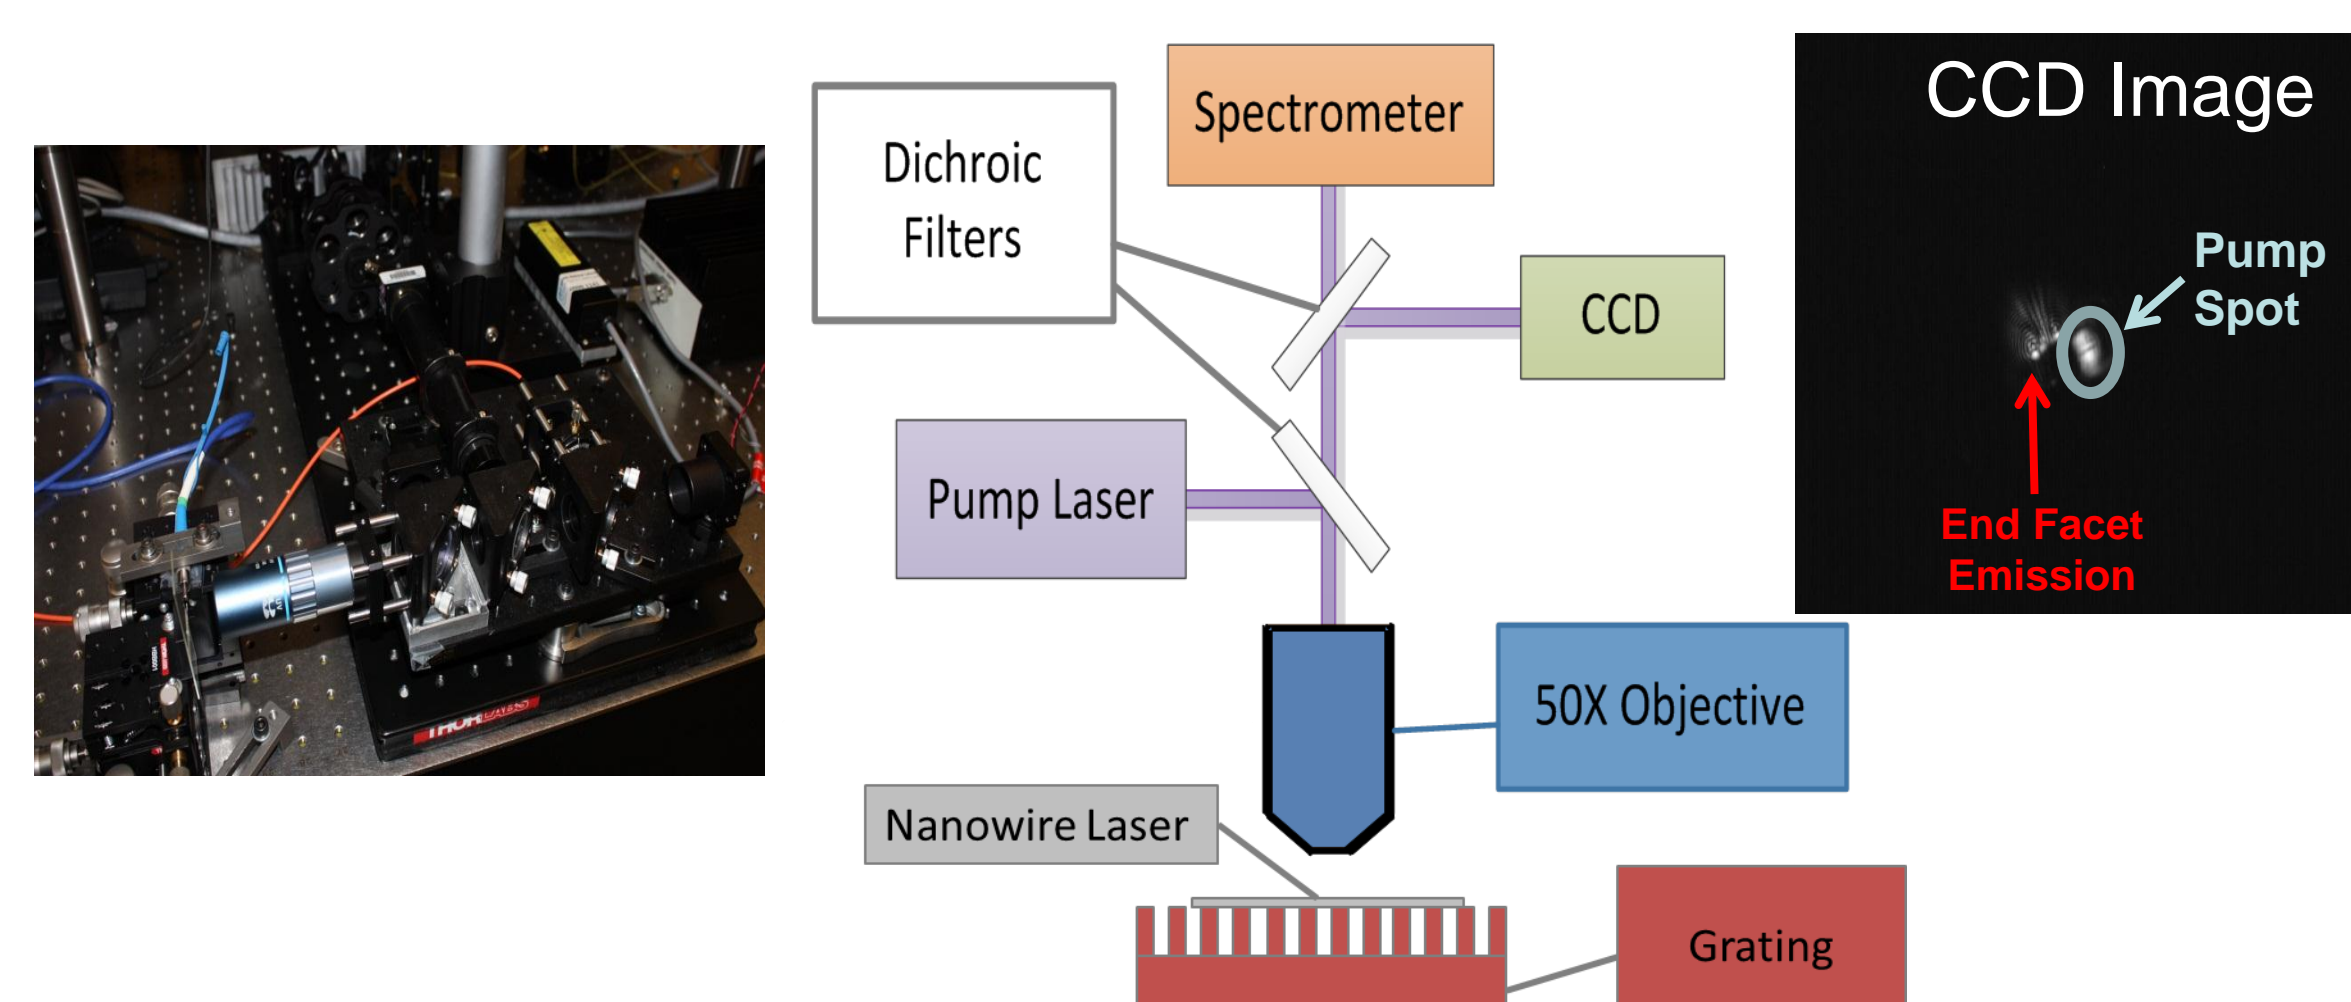 CCD Image
Spectrometer
Dichroic
Filters
Pump
Spot
CCD
Pump Laser
End Facet
Emission
50X Objective
Nanowire Laser
Grating
THORLABS